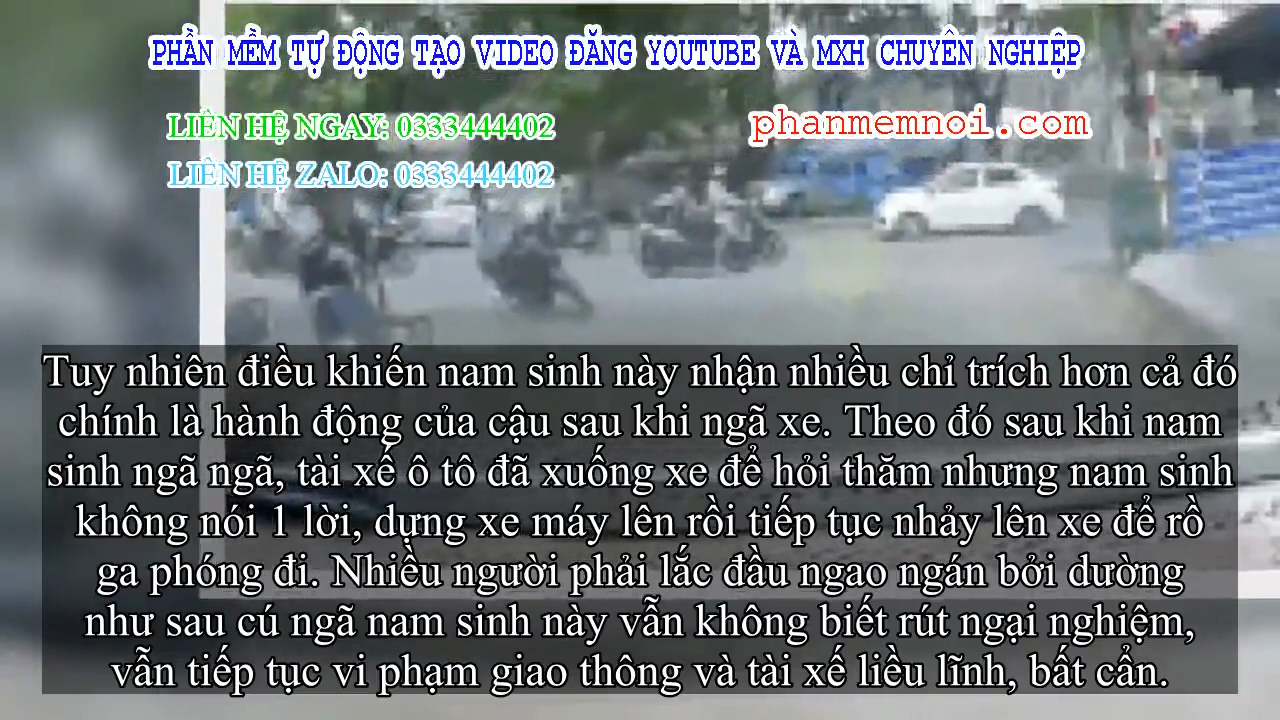 PHẦN MỀM TỰ ĐỘNG TẠO VIDEO ĐĂNG YOUTUBE VÀ MXH CHUYÊN NGHIỆP
LIÊN HỆ NGAY: 0333444402
phanmemnoi.com
LIÊN HỆ ZALO: 0333444402
Tuy nhiên điều khiến nam sinh này nhận nhiều chỉ trích hơn cả đó
chính là hành động của cậu sau khi ngã xe. Theo đó sau khi nam
sinh ngã ngã, tài xế ô tô đã xuống xe để hỏi thăm nhưng nam sinh
không nói 1 lời, dựng xe máy lên rồi tiếp tục nhảy lên xe để rồ
ga phóng đi. Nhiều người phải lắc đầu ngao ngán bởi dường
như sau cú ngã nam sinh này vẫn không biết rút ngại nghiệm,
vẫn tiếp tục vi phạm giao thông và tài xế liều lĩnh, bất cẩn.